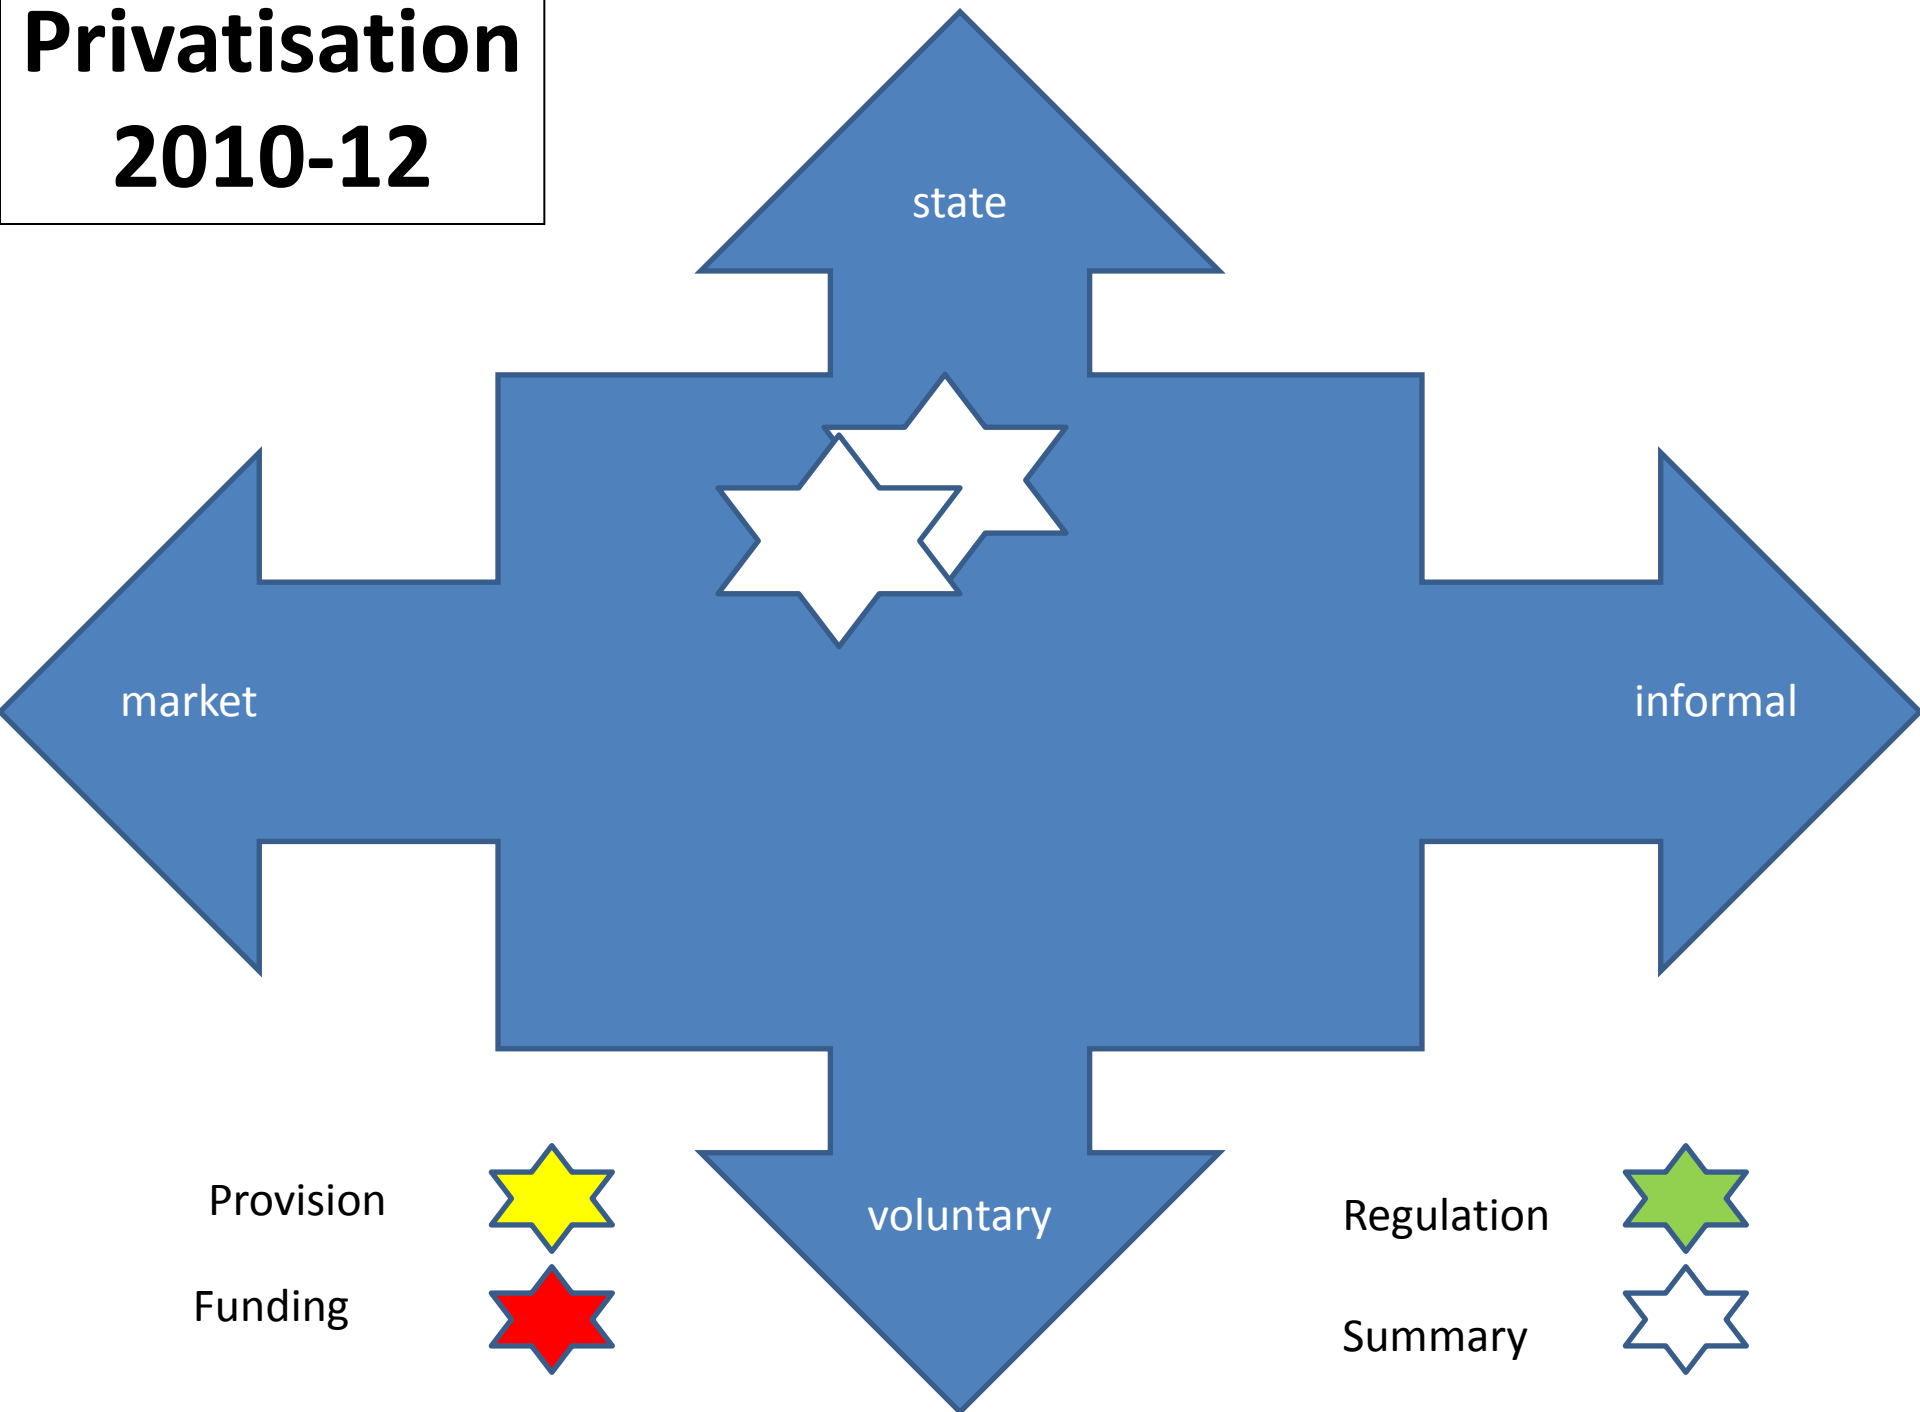 Privatisation
2010-12
state
market
informal
voluntary
Provision
Funding
Regulation
Summary